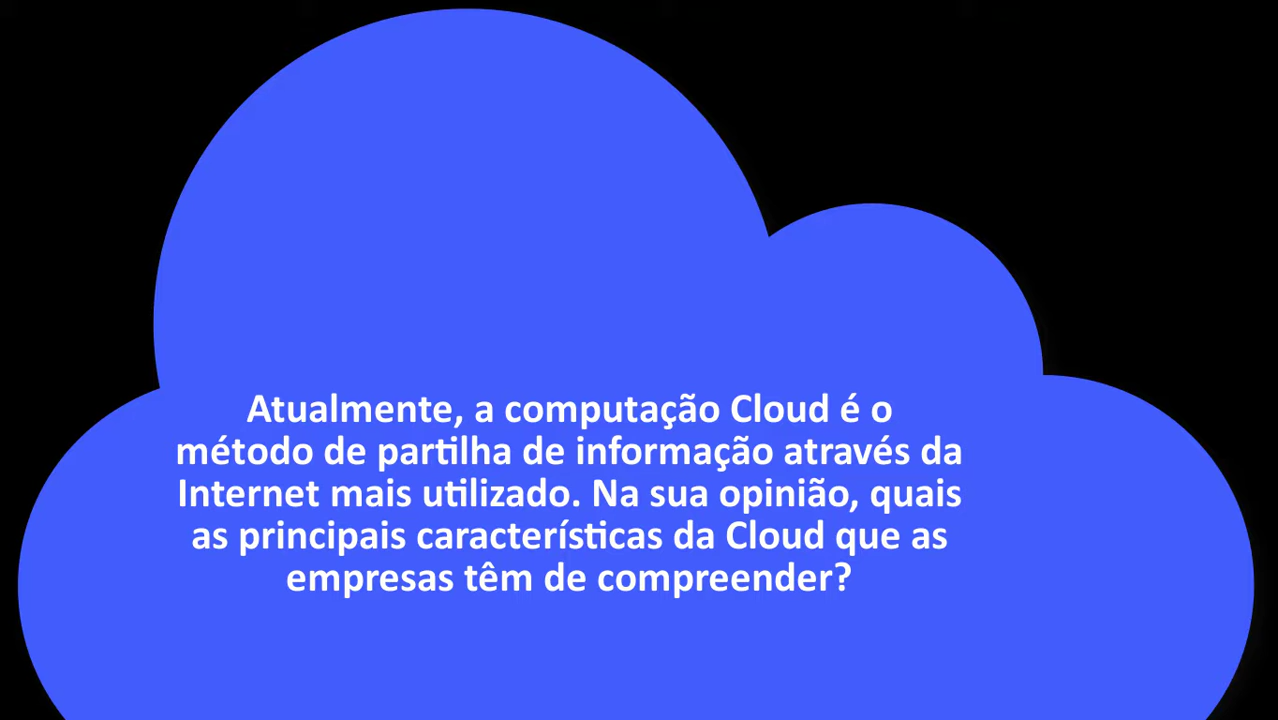 Atualmente, a computação Cloud é o
método de partilha de informação através da
Internet mais utilizado. Na sua opinião, quais
as principais características da Cloud que as
empresas têm de compreender?